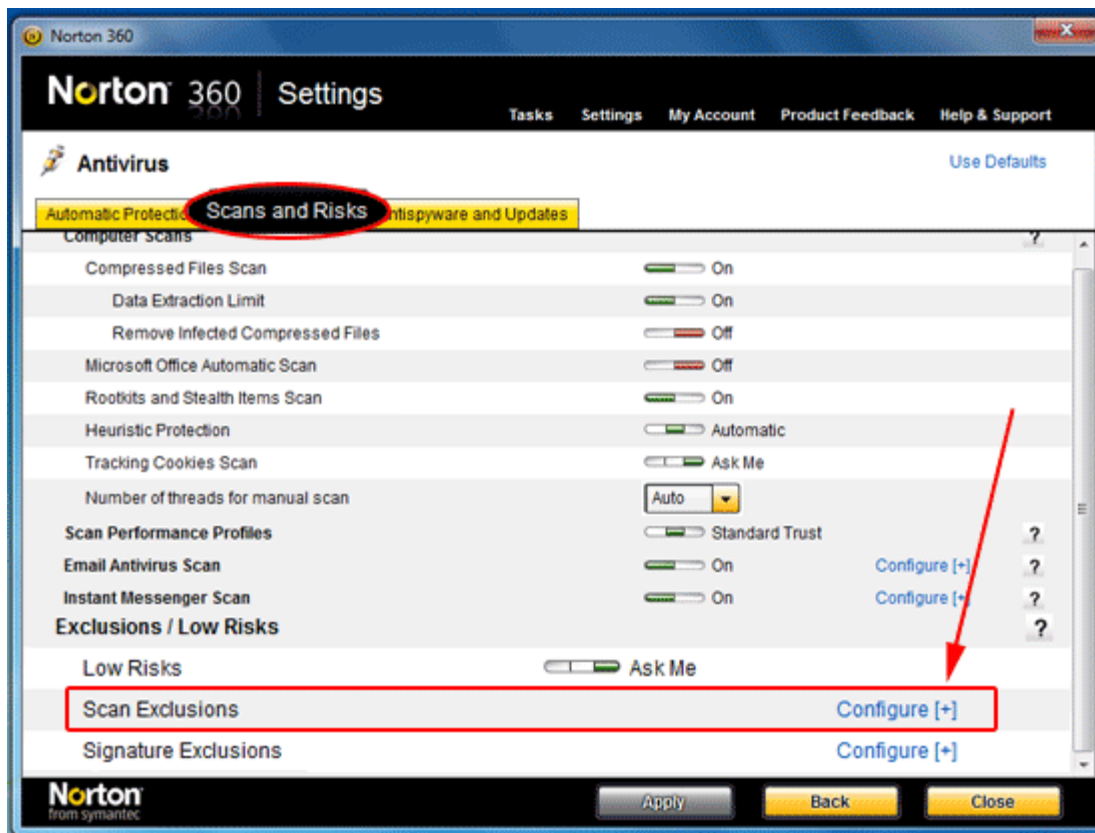 Norton 360
Norton 360 Settings
Tasks Settings My Account Product Feedback Help & Support
Antivirus Use Defaults
Automatic Protectio Scans and Risks ntispyware and Updates
Computer Scans ?
Compressed Files Scan On
Data Extraction Limit On
Remove Infected Compressed Files Off
Microsoft Office Automatic Scan Off
Rootkits and Stealth Items Scan On
Heuristic Protection Automatic
Tracking Cookies Scan Ask Me
Number of threads for manual scan Auto
Scan Performance Profiles Standard Trust ?
Email Antivirus Scan On Configure [+] ?
Instant Messenger Scan On Configure [+] ?
Exclusions / Low Risks ?
Low Risks Ask Me
Scan Exclusions Configure [+]
Signature Exclusions Configure [+]
Norton Apply Back Close
from symantec